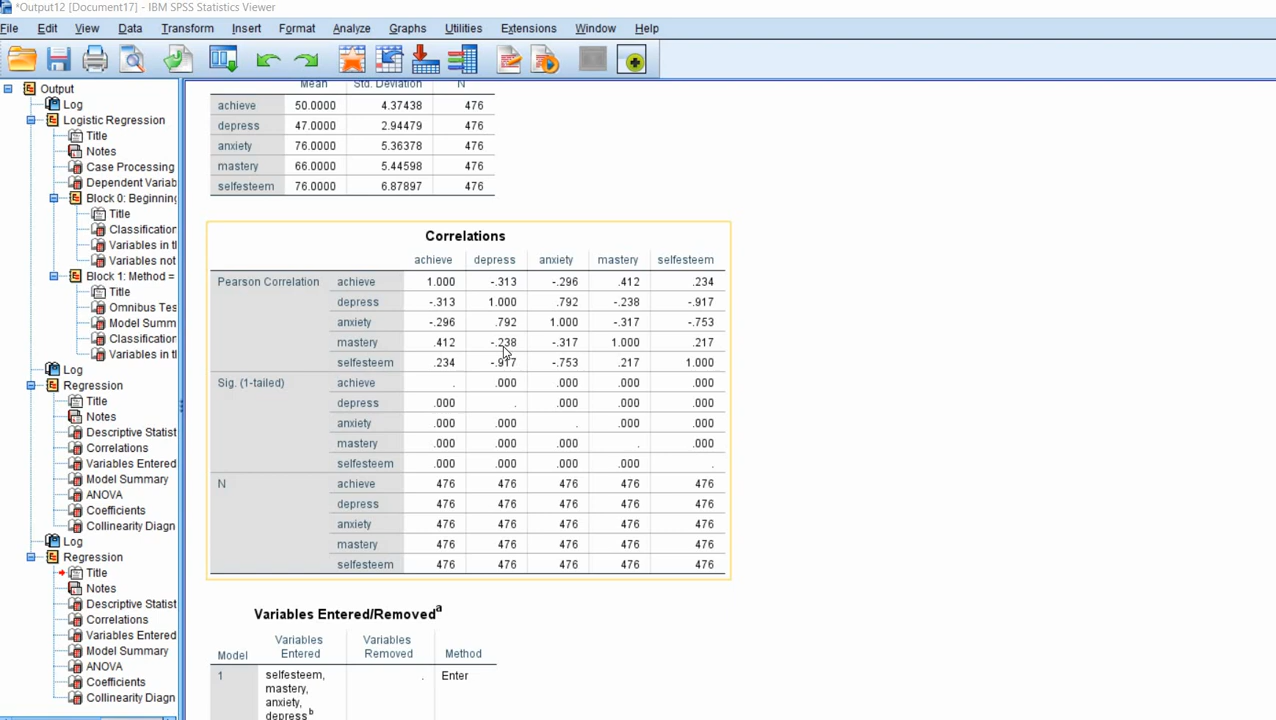 *Output12 [Document17] - IBM SPSS Statistics Viewer
File Edit View Data Transform Insert Format Analyze Graphs Utilities Extensions Window Help
Output
Log
Logistic Regression
Title
Notes
Case Processing
Dependent Variab
Block 0: Beginning
Title
Classification
Variables in th
Variables not
Block 1: Method =
Title
Omnibus Tes
Model Summ
Classification
Variables in th
Log
Regression
Title
Notes
Descriptive Statist
Correlations
Variables Entered
Model Summary
ANOVA
Coefficients
Collinearity Diagn
Log
Regression
Title
Notes
Descriptive Statist
Correlations
Variables Entered
Model Summary
ANOVA
Coefficients
Collinearity Diagn
Mean Std. Deviation N
achieve 50.0000 4.37438 476
depress 47.0000 2.94479 476
anxiety 76.0000 5.36378 476
mastery 66.0000 5.44598 476
selfesteem 76.0000 6.87897 476
Correlations
achieve depress anxiety mastery selfesteem
Pearson Correlation achieve 1.000 -.313 -.296 .412 .234
depress -.313 1.000 .792 -.238 -.917
anxiety -.296 .792 1.000 -.317 -.753
mastery .412 -.238 -.317 1.000 .217
selfesteem .234 -.917 -.753 .217 1.000
Sig. (1-tailed) achieve . .000 .000 .000 .000
depress .000 . .000 .000 .000
anxiety .000 .000 . .000 .000
mastery .000 .000 .000 . .000
selfesteem .000 .000 .000 .000 .
N achieve 476 476 476 476 476
depress 476 476 476 476 476
anxiety 476 476 476 476 476
mastery 476 476 476 476 476
selfesteem 476 476 476 476 476
Variables Entered/Removed^a
Model Variables Entered Variables Removed Method
1 selfesteem, . Enter
mastery,
anxiety,
depress^b